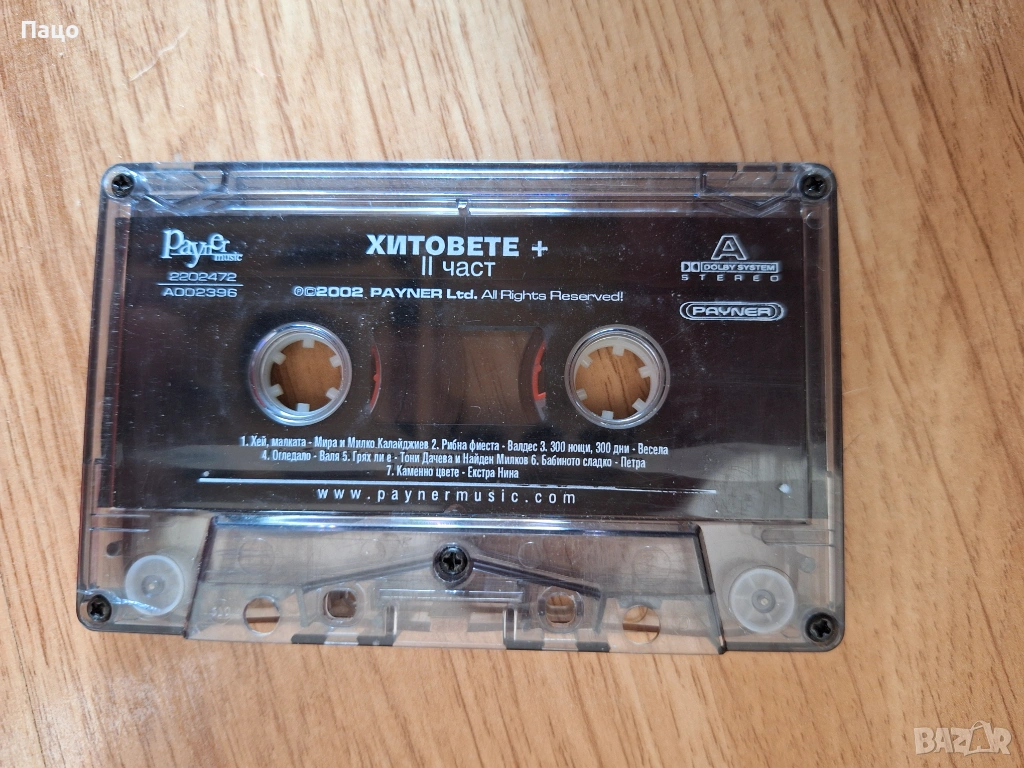 Пацо
Payner
music
2202472
A002396
ХИТОВЕТЕ +
II част
℗©2002 PAYNER Ltd. All Rights Reserved!
A
DOLBY SYSTEM
STEREO
PAYNER
1. Хей, малката - Мира и Милко Калайджиев 2. Рибна фиеста - Валдес 3. 300 нощи, 300 дни - Весела
4. Огледало - Валя 5. Грях ли е - Тони Дачева и Найден Милков 6. Бабиното сладко - Петра
7. Каменно цвете - Екстра Нина
www.paynermusic.com
BAZAR